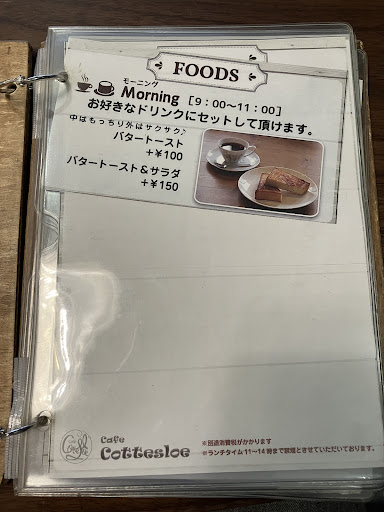 FOODS
モーニング
Morning [9:00〜11:00]
お好きなドリンクにセットして頂けます。
中はもっちり外はサクサク♪
バタートースト
+¥100
バタートースト&サラダ
+¥150
Cafe
Cottesloe
※別途消費税がかかります
※ランチタイム11〜14時まで禁煙とさせていただいております。